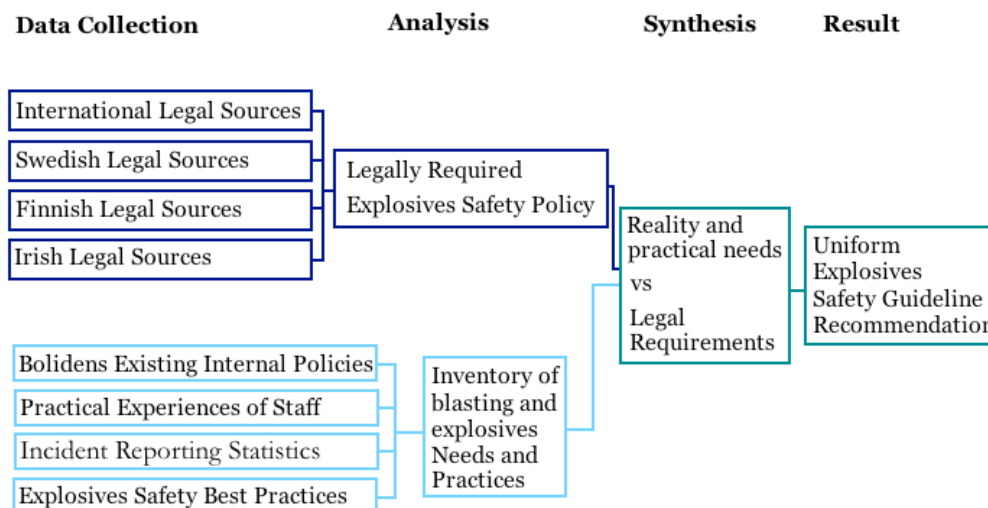 Data Collection
Analysis
Synthesis
Result
International Legal Sources
Swedish Legal Sources
Finnish Legal Sources
Irish Legal Sources
Legally Required
Explosives Safety Policy
Bolidens Existing Internal Policies
Practical Experiences of Staff
Incident Reporting Statistics
Explosives Safety Best Practices
Inventory of
blasting and
explosives
Needs and
Practices
Reality and
practical needs
vs
Legal
Requirements
Uniform
Explosives
Safety Guideline
Recommendation